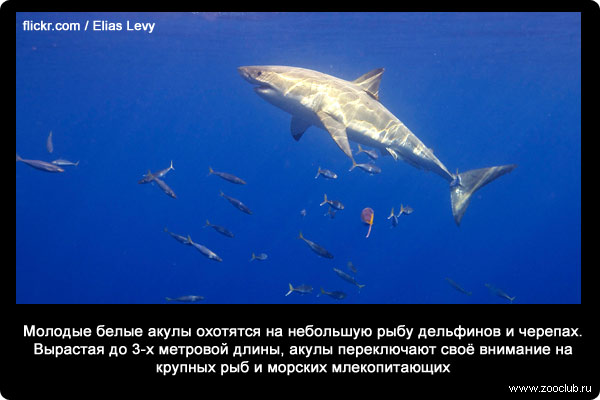 flickr.com / Elias Levy
Молодые белые акулы охотятся на небольшую рыбу дельфинов и черепах.
Вырастая до 3-х метровой длины, акулы переключают своё внимание на
крупных рыб и морских млекопитающих
www.zooclub.ru